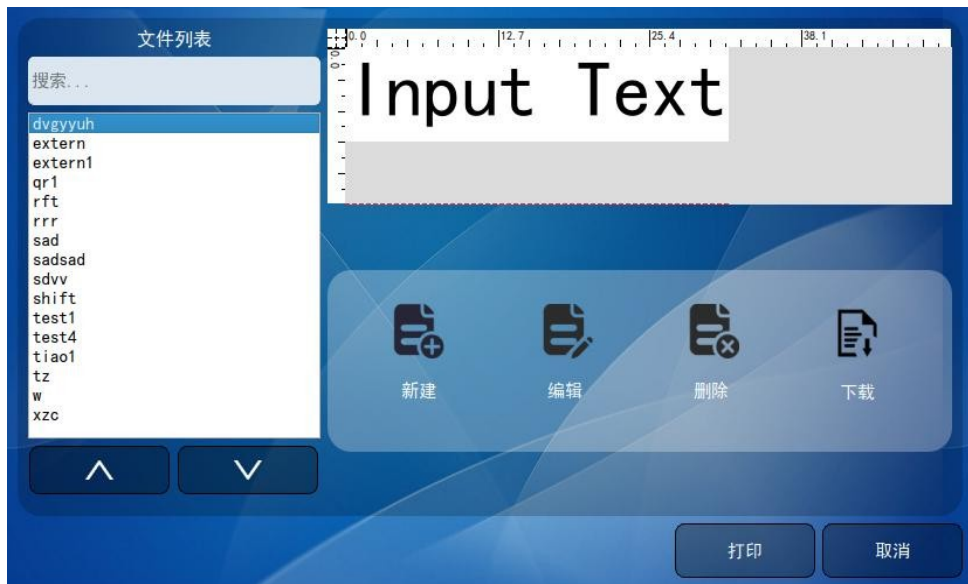 文件列表
搜索...
dvgyyuh
extern
extern1
qr1
rft
rrr
sad
sadsad
sdvv
shift
test1
test4
tiao1
tz
w
xzc
0.0 12.7 25.4 38.1
0.0
Input Text
新建 编辑 删除 下载
打印 取消